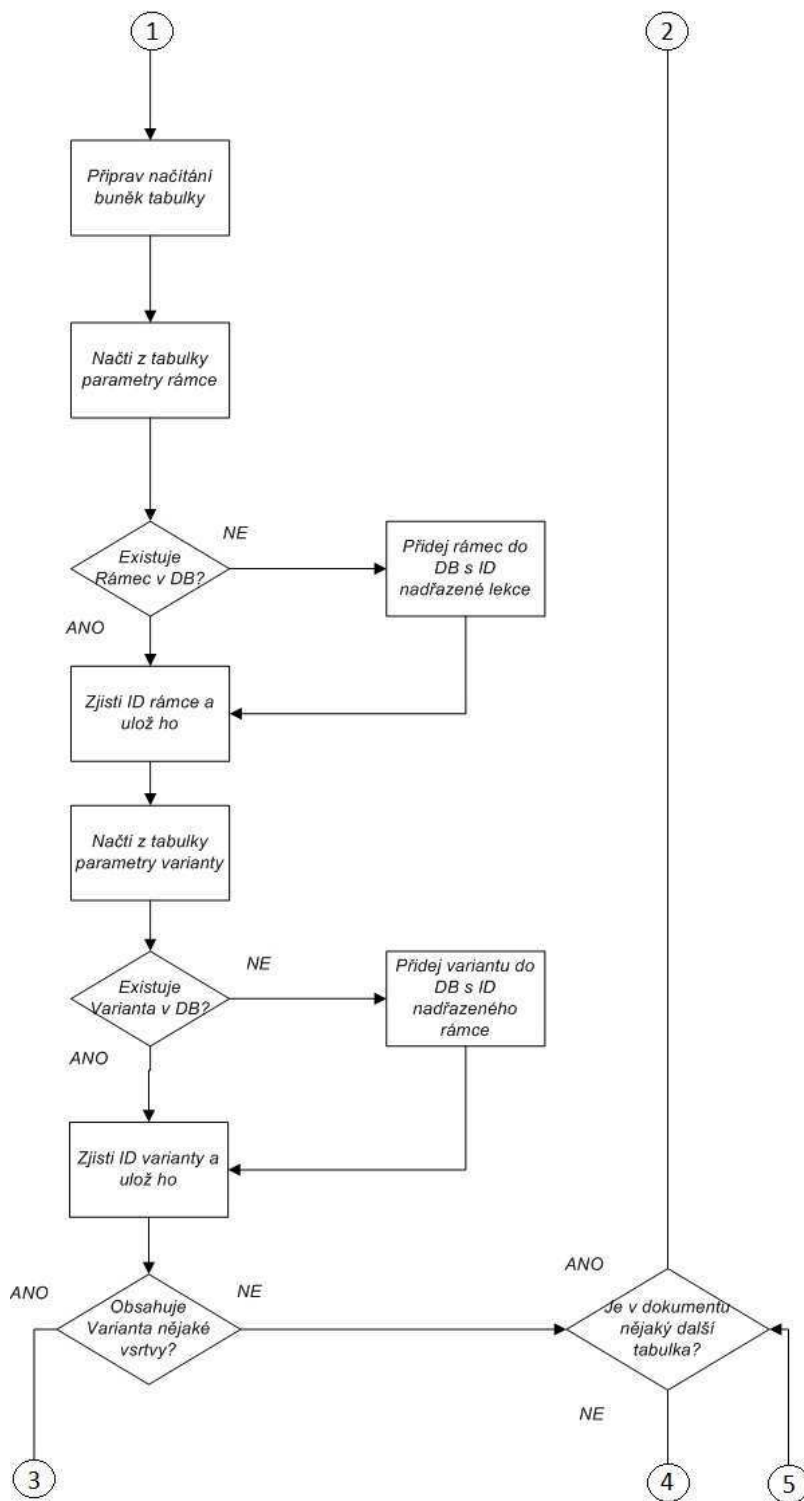 1
2
Připrav načítání
buněk tabulky
Načti z tabulky
parametry rámce
NE
Existuje
Rámec v DB?
Přidej rámec do
DB s ID
nadřazené lekce
ANO
Zjisti ID rámce a
ulož ho
Načti z tabulky
parametry varianty
NE
Existuje
Varianta v DB?
Přidej variantu do
DB s ID
nadřazeného
rámce
ANO
Zjisti ID varianty a
ulož ho
ANO
NE
ANO
Obsahuje
Varianta nějaké
vsrtvy?
Je v dokumentu
nějaký další
tabulka?
NE
3
4
5